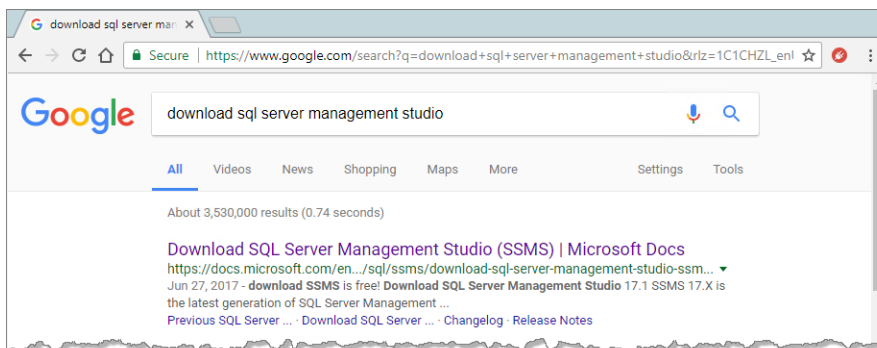 download sql server man
Secure | https://www.google.com/search?q=download+sql+server+management+studio&rlz=1C1CHZL_enU
Google
download sql server management studio
All Videos News Shopping Maps More Settings Tools
About 3,530,000 results (0.74 seconds)
Download SQL Server Management Studio (SSMS) | Microsoft Docs
https://docs.microsoft.com/en.../sql/ssms/download-sql-server-management-studio-ssm...
Jun 27, 2017 - download SSMS is free! Download SQL Server Management Studio 17.1 SSMS 17.X is
the latest generation of SQL Server Management ...
Previous SQL Server ... · Download SQL Server ... · Changelog · Release Notes